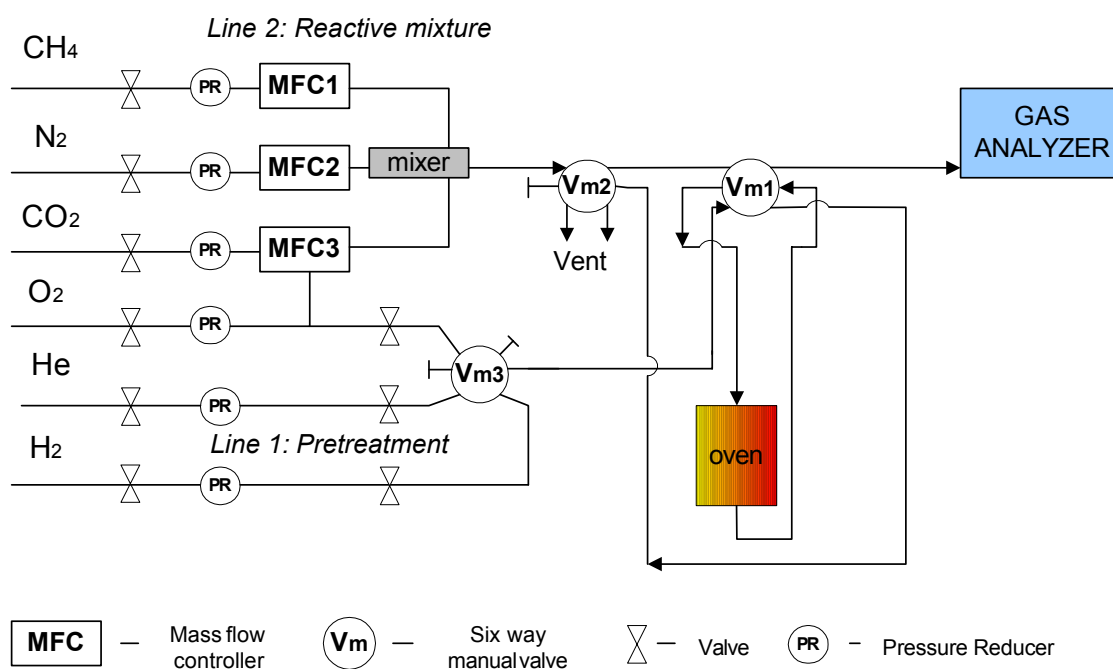 Line 2: Reactive mixture
CH4
PR
MFC1
GAS
ANALYZER
N2
PR
MFC2
mixer
Vm2
Vm1
CO2
PR
MFC3
Vent
O2
PR
He
Vm3
PR
Line 1: Pretreatment
H2
PR
oven
MFC
Mass flow
controller
Vm
Six way
manual valve
Valve
PR
Pressure Reducer